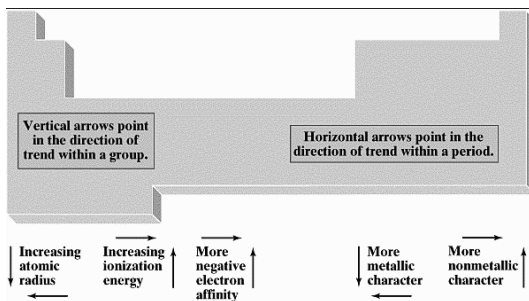 Vertical arrows point
in the direction of
trend within a group.
Horizontal arrows point in the
direction of trend within a period.
Increasing
atomic
radius
Increasing
ionization
energy
More
negative
electron
affinity
More
metallic
character
More
nonmetallic
character